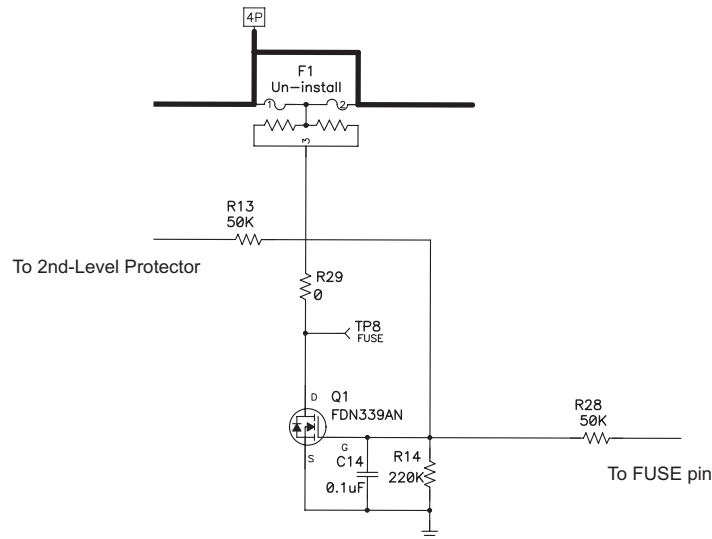 4P
F1
Un-install
1 2
3
R13
50K
To 2nd-Level Protector
R29
0
TP8
FUSE
D Q1
FDN339AN
G
S
C14
0.1uF
R14
220K
R28
50K
To FUSE pin